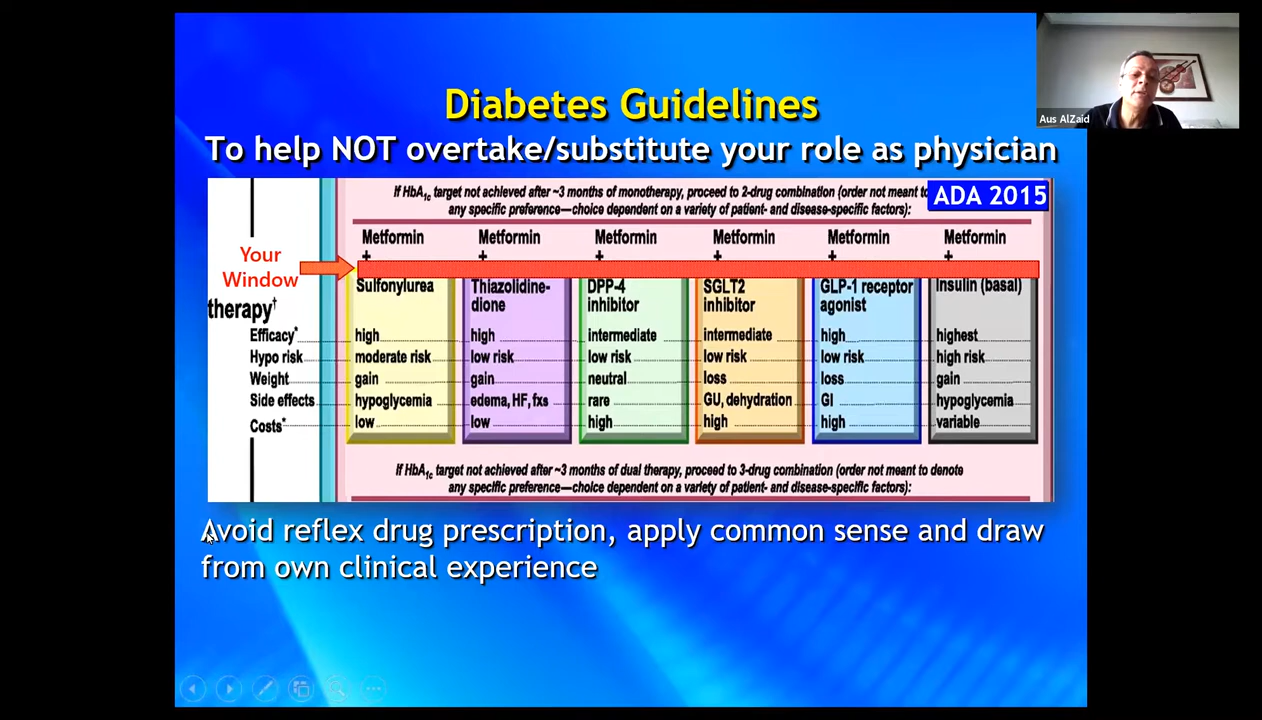 Diabetes Guidelines
To help NOT overtake/substitute your role as physician
Aus AlZaid
If HbA1c target not achieved after ~3 months of monotherapy, proceed to 2-drug combination (order not meant to
any specific preference—choice dependent on a variety of patient- and disease-specific factors):
ADA 2015
Metformin Metformin Metformin Metformin Metformin Metformin
+ + + + + +
Your
Window
therapy†
Sulfonylurea Thiazolidine- DPP-4 SGLT2 GLP-1 receptor Insulin (basal)
dione inhibitor inhibitor agonist
Efficacy* high high intermediate intermediate high highest
Hypo risk moderate risk low risk low risk low risk low risk high risk
Weight gain gain neutral loss loss gain
Side effects hypoglycemia edema, HF, fxs rare GU, dehydration GI hypoglycemia
Costs* low low high high high variable
If HbA1c target not achieved after ~3 months of dual therapy, proceed to 3-drug combination (order not meant to denote
any specific preference—choice dependent on a variety of patient- and disease-specific factors):
Avoid reflex drug prescription, apply common sense and draw
from own clinical experience